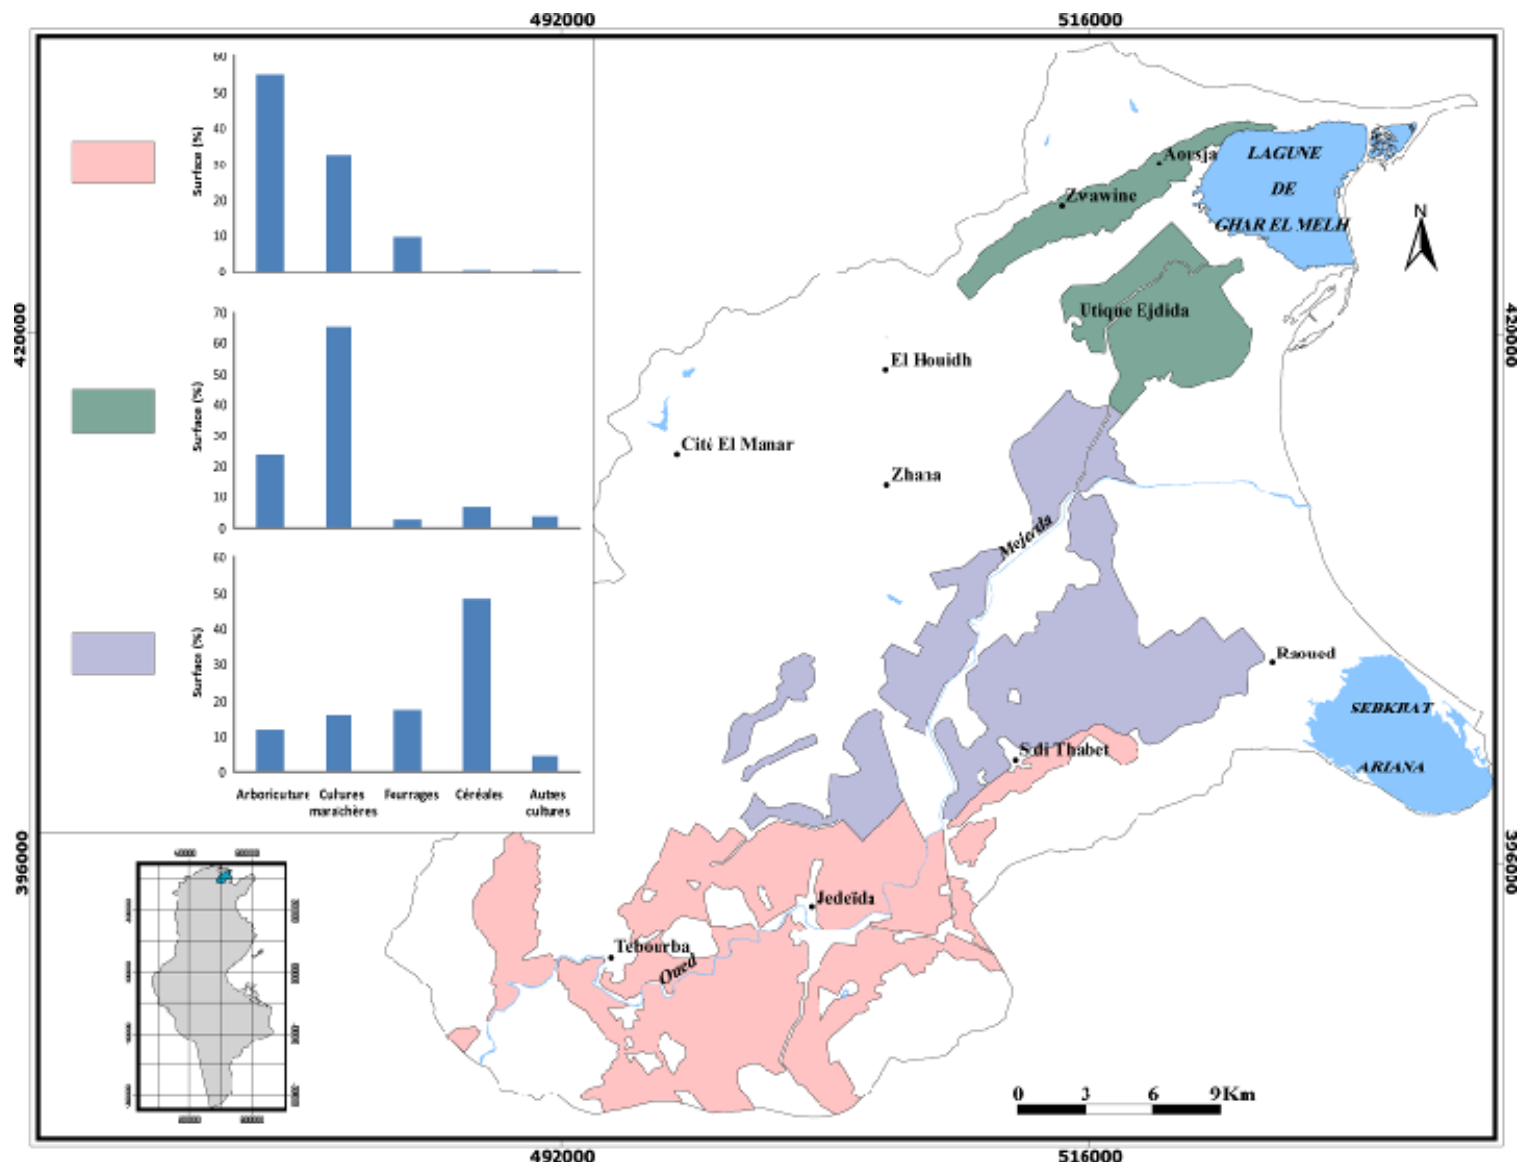 492000
516000
60
50
40
30
20
10
0
Surface (%)
70
60
50
40
30
20
10
0
Surface (%)
60
50
40
30
20
10
0
Surface (%)
Arboricuture
Cultures
maraîchères
Fourrages
Céréales
Autres
cultures
420000
396000
420000
396000
Aousja
Zwawine
LAGUNE
DE
GHAR EL MELH
N
Utique Ejdida
El Houidh
Cité El Manar
Zhana
Mejerda
Raoued
SEBKHAT
ARIANA
Sidi Thabet
Jedeïda
Tebourba
Oued
0 3 6 9 Km
492000
516000